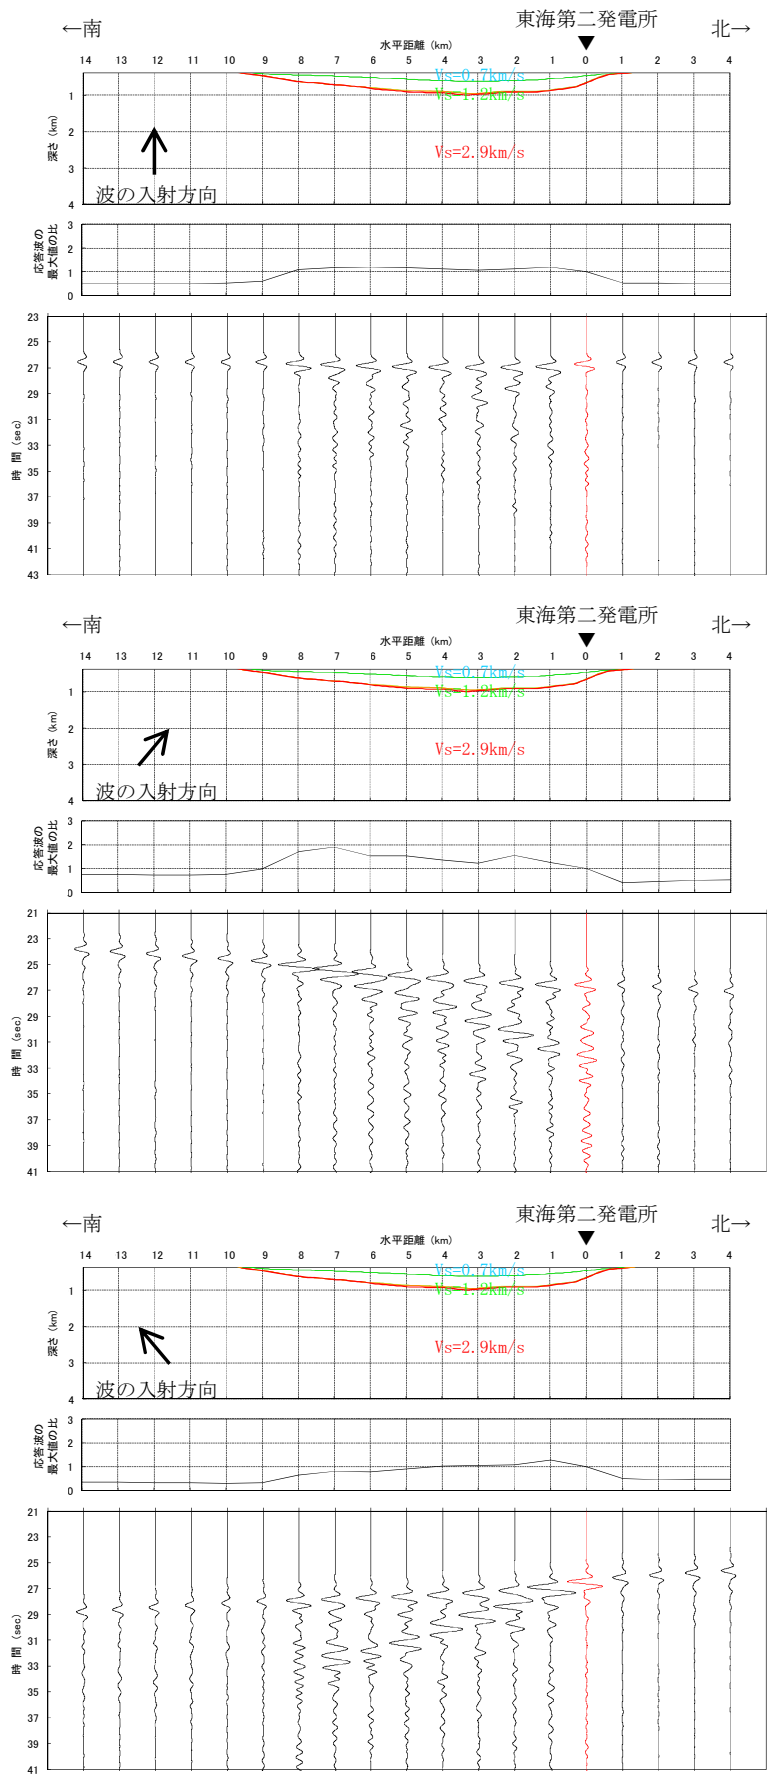 東海第二発電所
←南 北→
水平距離 (km)
14 13 12 11 10 9 8 7 6 5 4 3 2 1 0 1 2 3 4
Vs=0.7km/s
Vs=1.2km/s
Vs=2.9km/s
深さ (km)
1
2
3
4
波の入射方向
応答波の
最大値の比
3
2
1
0
時 間 (sec)
23
25
27
29
31
33
35
37
39
41
43
東海第二発電所
←南 北→
水平距離 (km)
14 13 12 11 10 9 8 7 6 5 4 3 2 1 0 1 2 3 4
Vs=0.7km/s
Vs=1.2km/s
Vs=2.9km/s
深さ (km)
1
2
3
4
波の入射方向
応答波の
最大値の比
3
2
1
0
時 間 (sec)
21
23
25
27
29
31
33
35
37
39
41
東海第二発電所
←南 北→
水平距離 (km)
14 13 12 11 10 9 8 7 6 5 4 3 2 1 0 1 2 3 4
Vs=0.7km/s
Vs=1.2km/s
Vs=2.9km/s
深さ (km)
1
2
3
4
波の入射方向
応答波の
最大値の比
3
2
1
0
時 間 (sec)
21
23
25
27
29
31
33
35
37
39
41